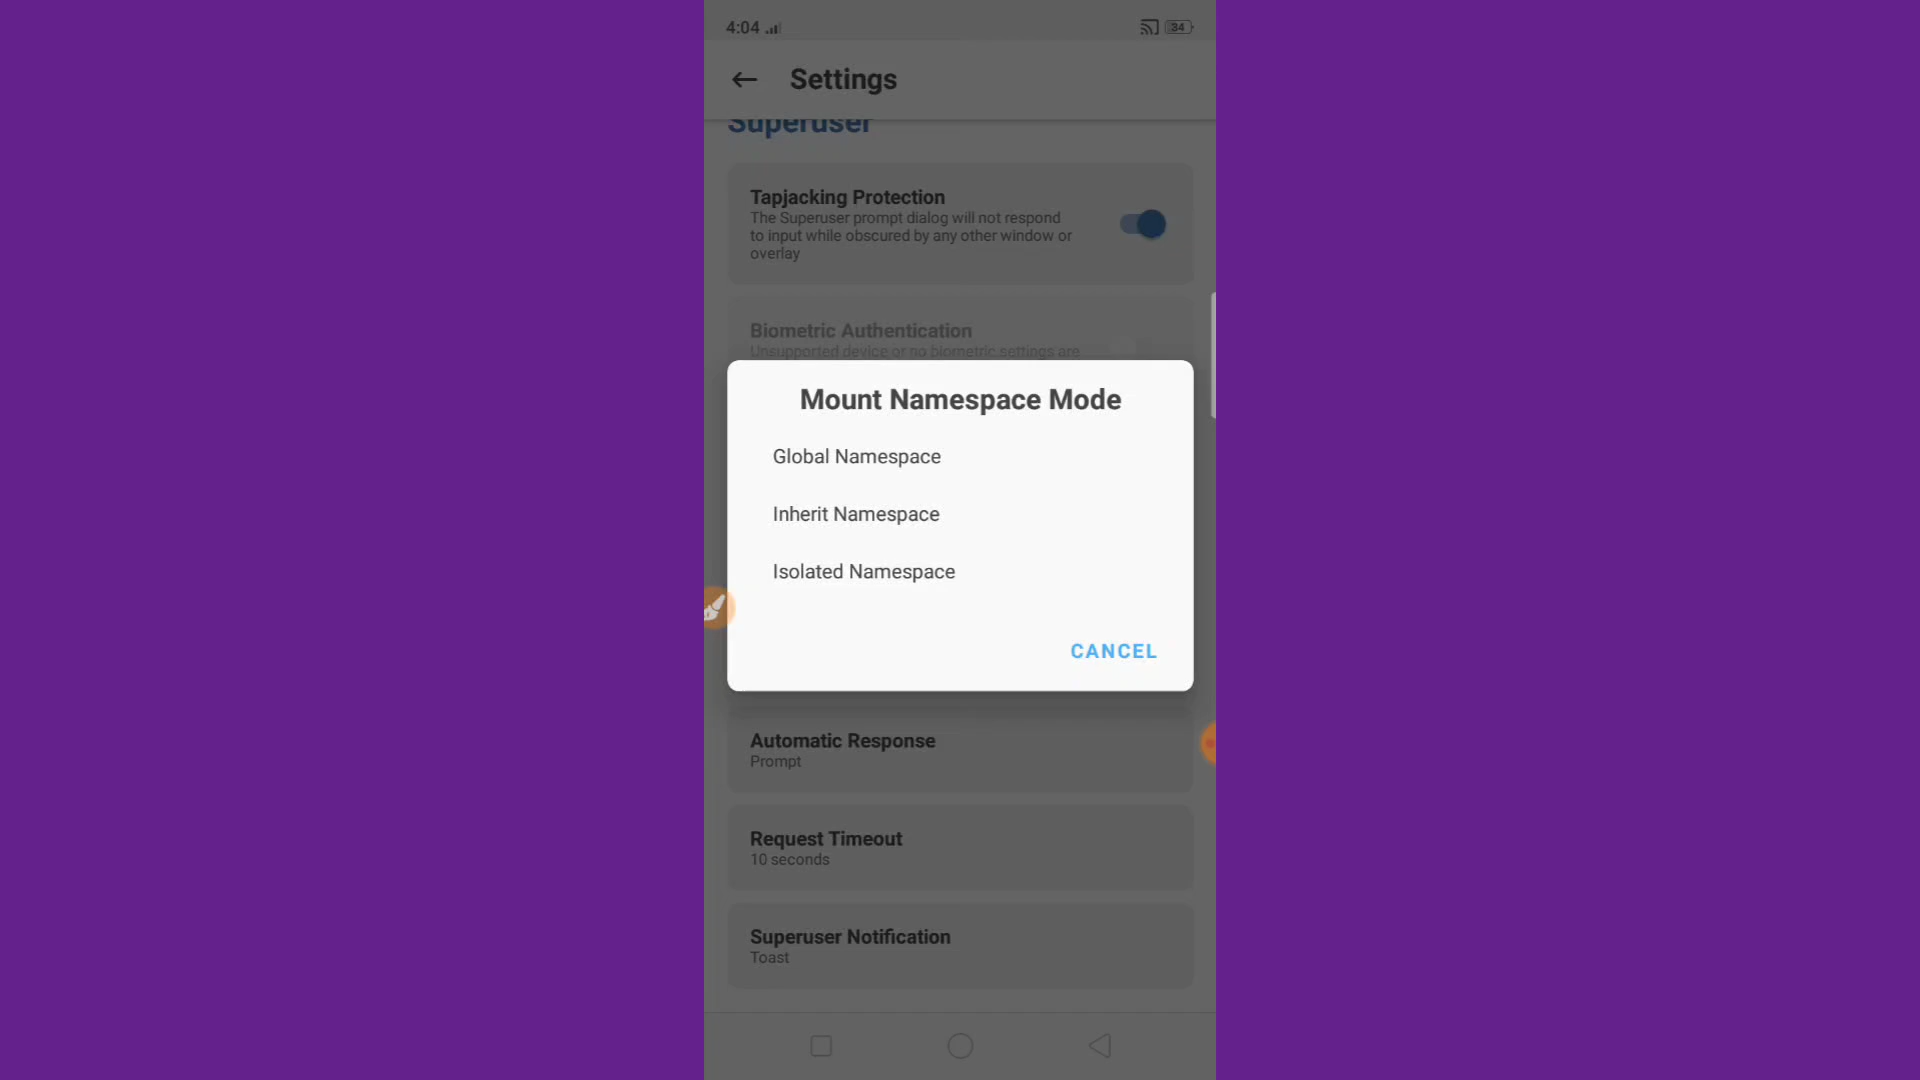 4:04
34
Settings
Superuser
Tapjacking Protection
The Superuser prompt dialog will not respond
to input while obscured by any other window or
overlay
Biometric Authentication
Unsupported device or no biometric settings are
Mount Namespace Mode
Global Namespace
Inherit Namespace
Isolated Namespace
CANCEL
Automatic Response
Prompt
Request Timeout
10 seconds
Superuser Notification
Toast